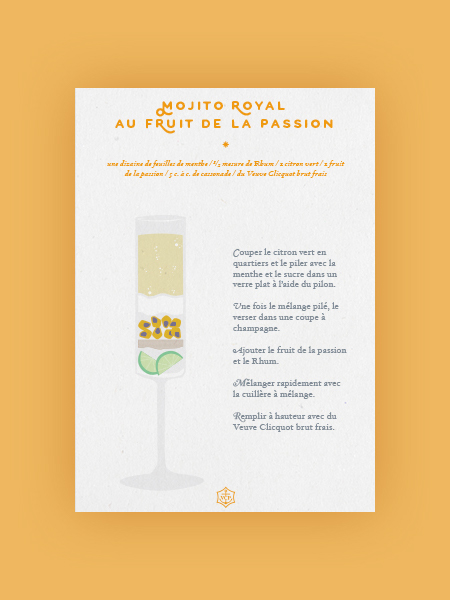 MOJITO ROYAL
AU FRUIT DE LA PASSION
une dizaine de feuilles de menthe / ½ mesure de Rhum / 1 citron vert / 1 fruit
de la passion / 5 c. à c. de cassonade / du Veuve Clicquot brut frais
Couper le citron vert en
quartiers et le piler avec la
menthe et le sucre dans un
verre plat à l'aide du pilon.
Une fois le mélange pilé, le
verser dans une coupe à
champagne.
Ajouter le fruit de la passion
et le Rhum.
Mélanger rapidement avec
la cuillère à mélange.
Remplir à hauteur avec du
Veuve Clicquot brut frais.
VCP